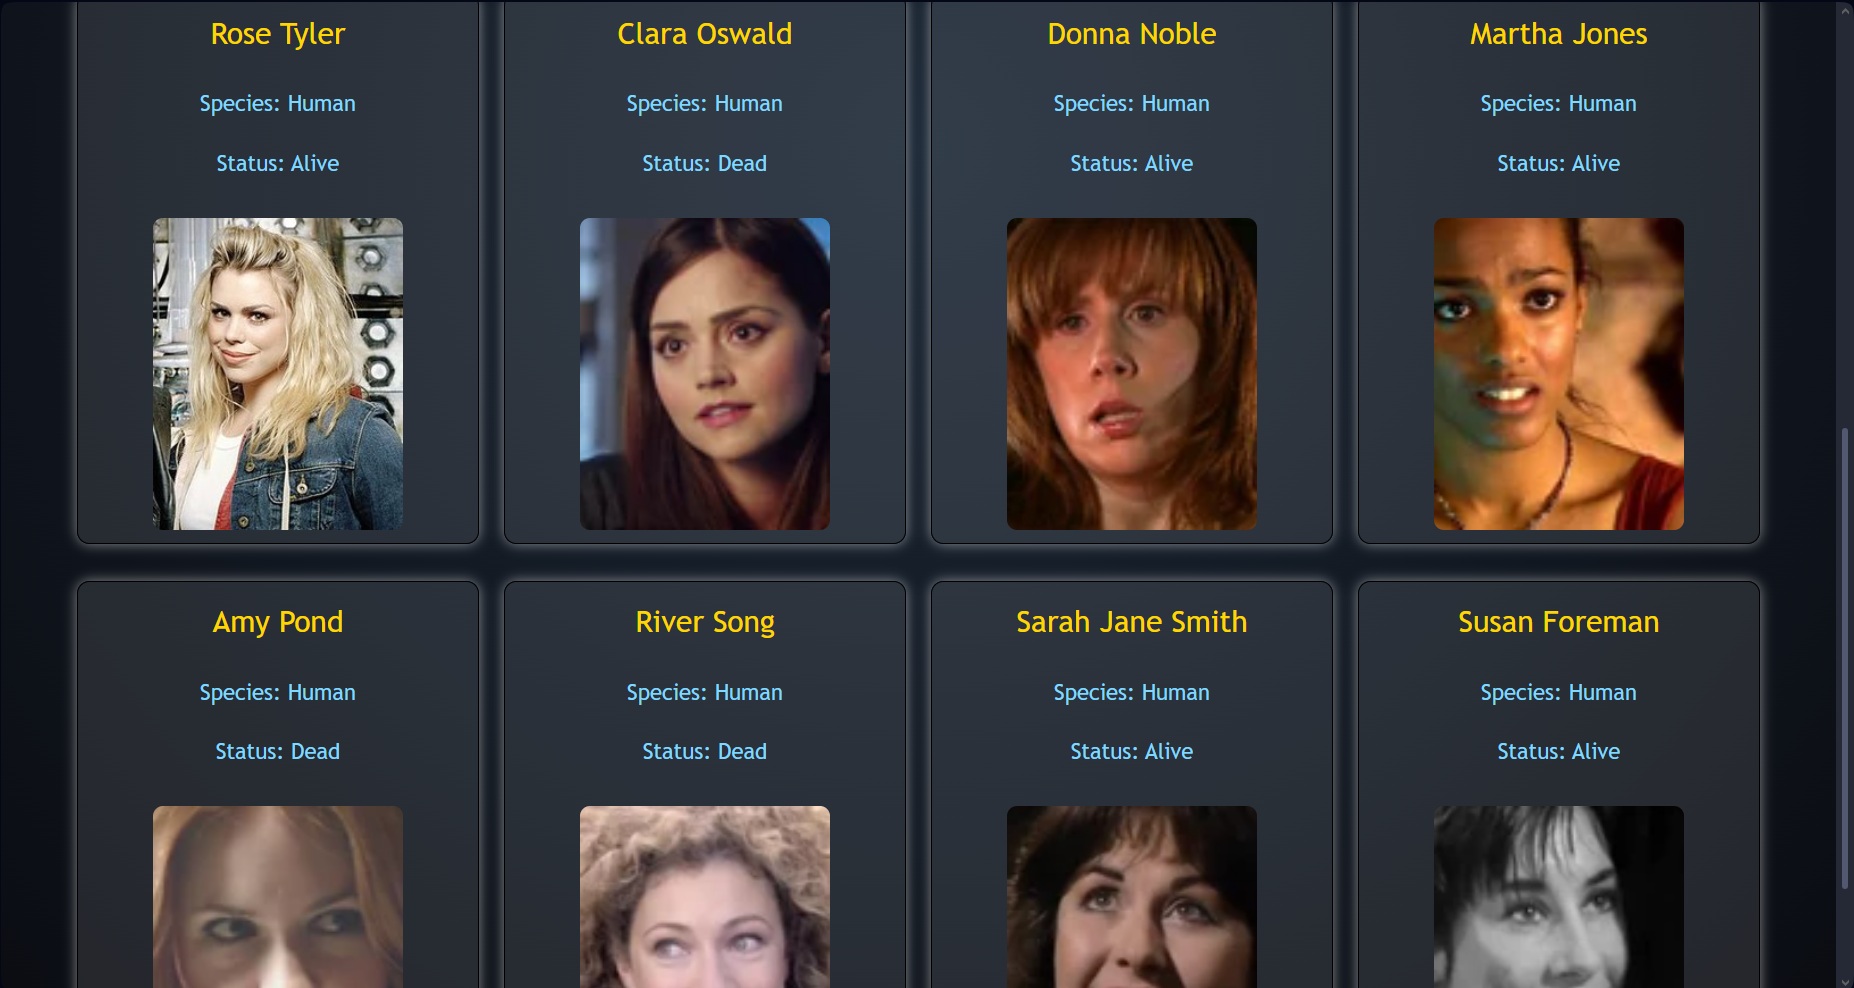 Rose Tyler
Species: Human
Status: Alive
Clara Oswald
Species: Human
Status: Dead
Donna Noble
Species: Human
Status: Alive
Martha Jones
Species: Human
Status: Alive
Amy Pond
Species: Human
Status: Dead
River Song
Species: Human
Status: Dead
Sarah Jane Smith
Species: Human
Status: Alive
Susan Foreman
Species: Human
Status: Alive